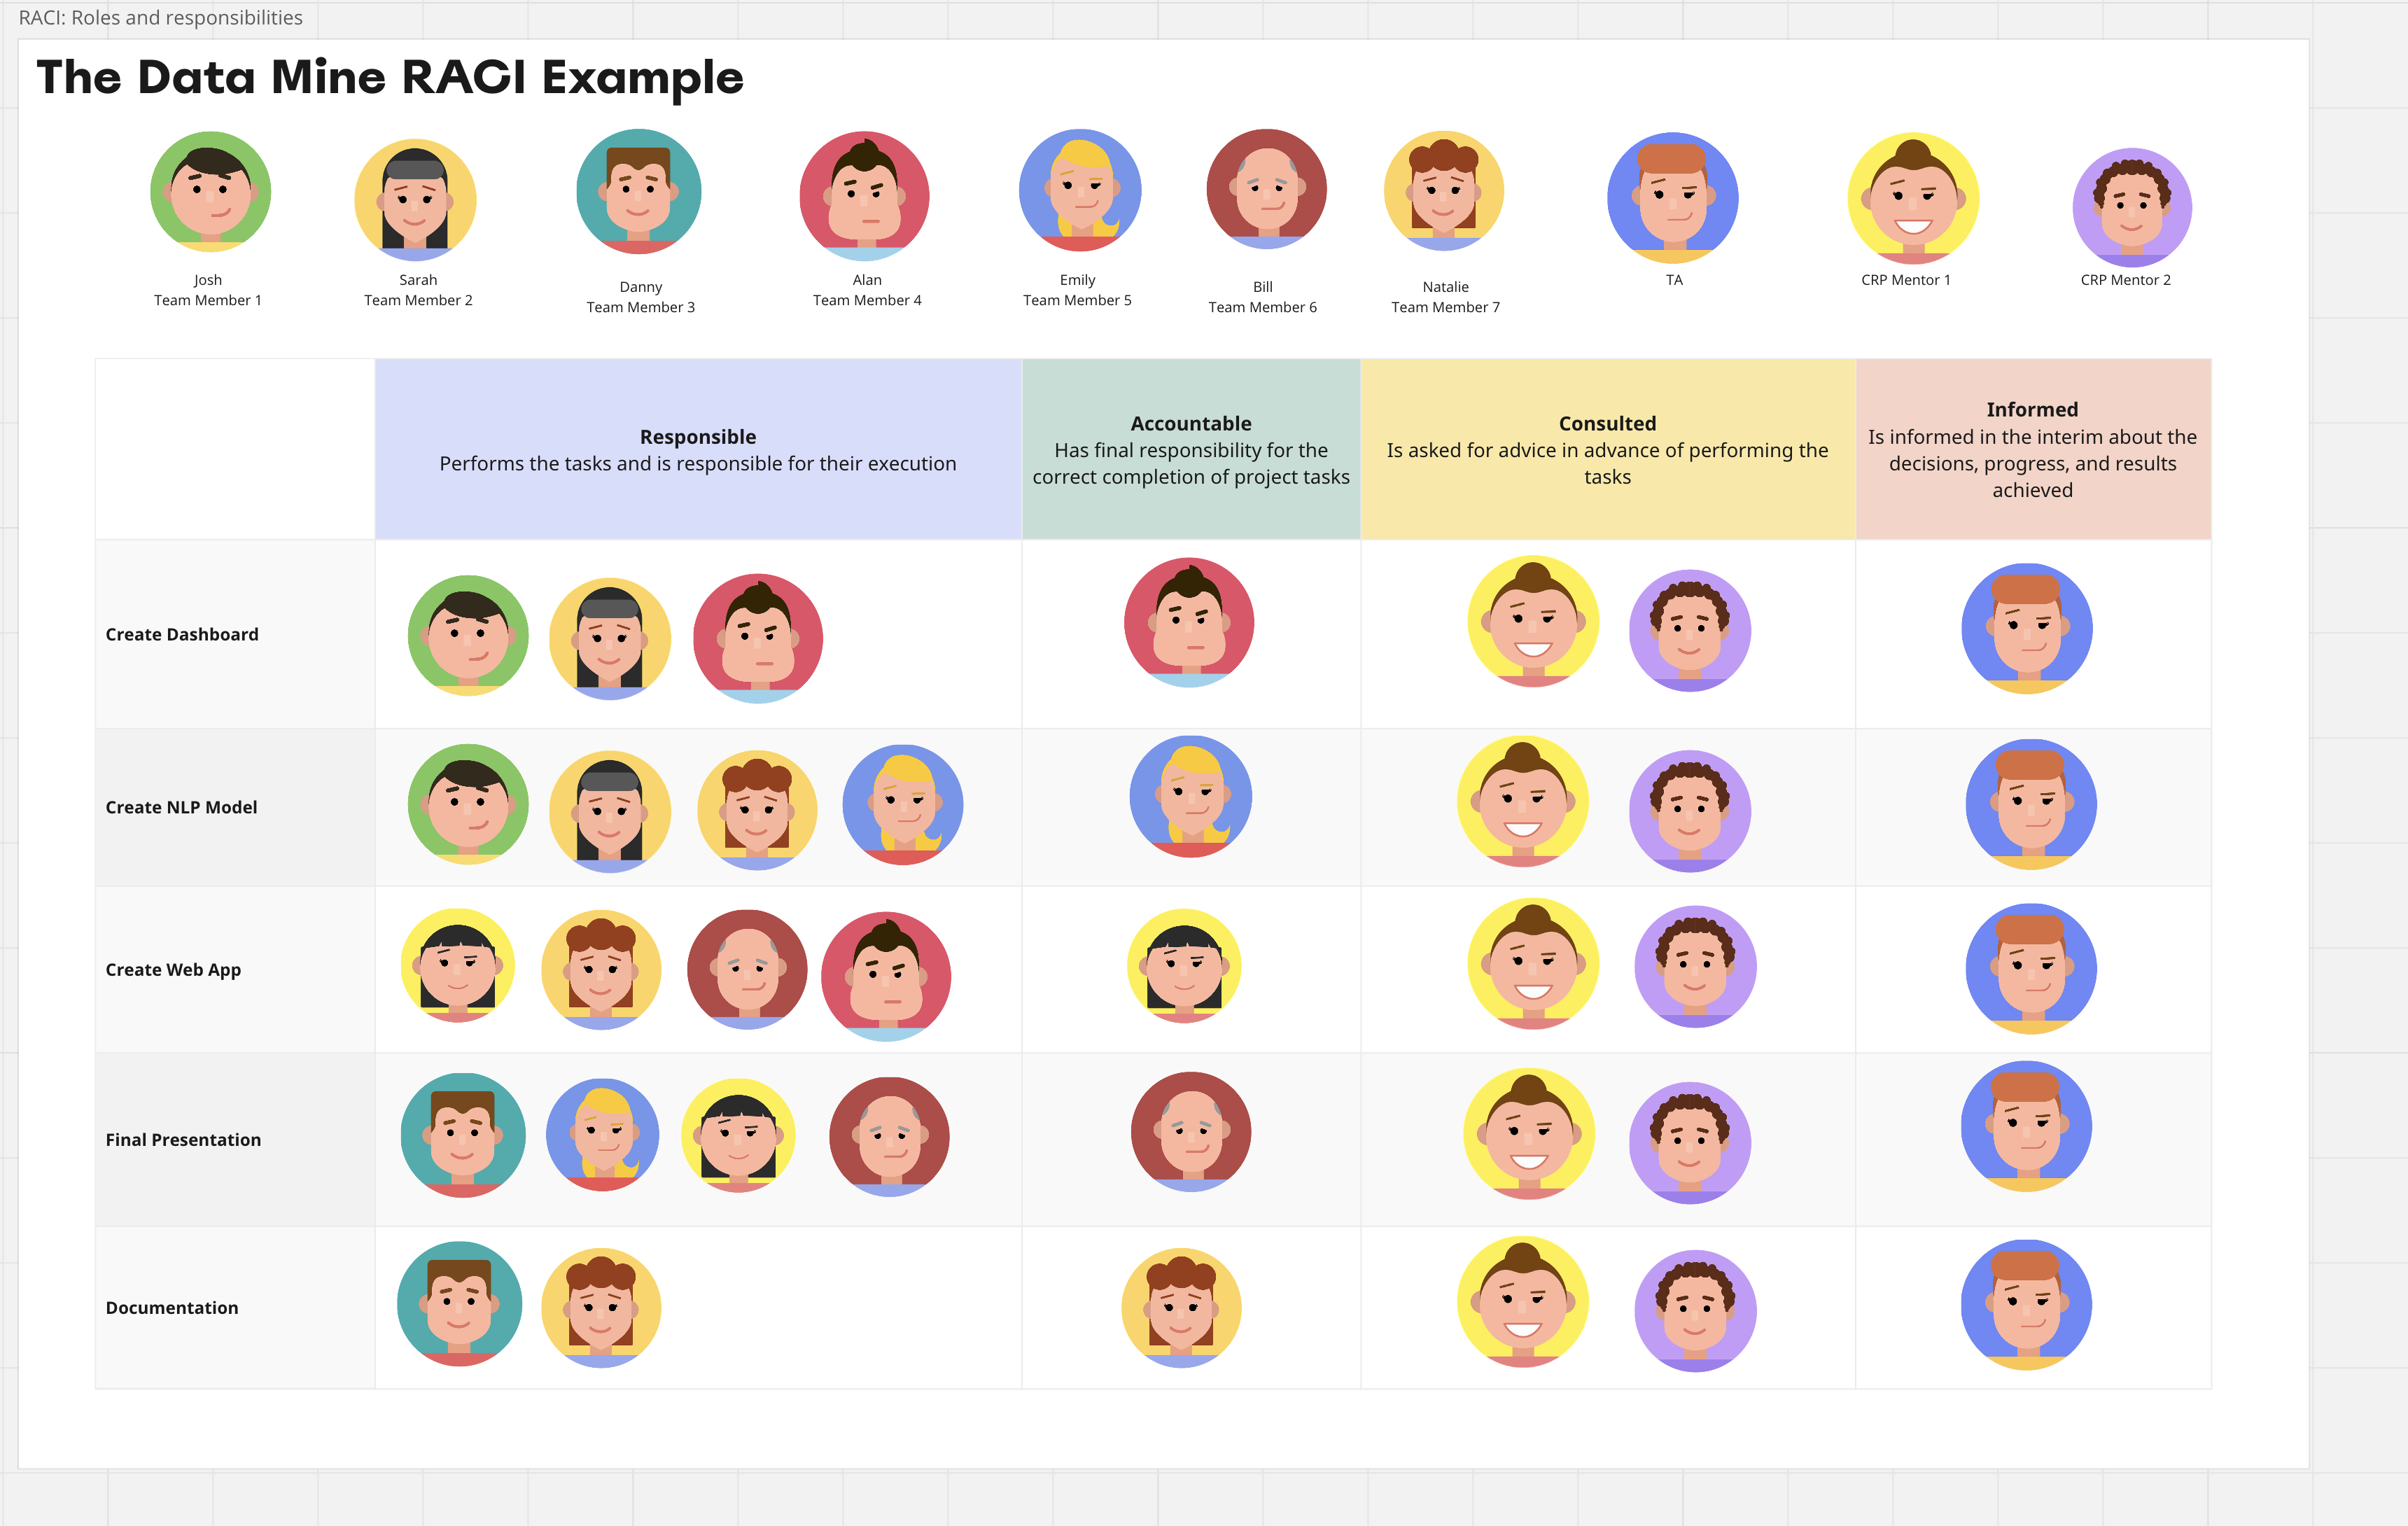 RACI: Roles and responsibilities
The Data Mine RACI Example
Josh
Team Member 1
Sarah
Team Member 2
Danny
Team Member 3
Alan
Team Member 4
Emily
Team Member 5
Bill
Team Member 6
Natalie
Team Member 7
TA
CRP Mentor 1
CRP Mentor 2
Responsible
Performs the tasks and is responsible for their execution
Accountable
Has final responsibility for the
correct completion of project tasks
Consulted
Is asked for advice in advance of performing the
tasks
Informed
Is informed in the interim about the
decisions, progress, and results
achieved
Create Dashboard
Create NLP Model
Create Web App
Final Presentation
Documentation